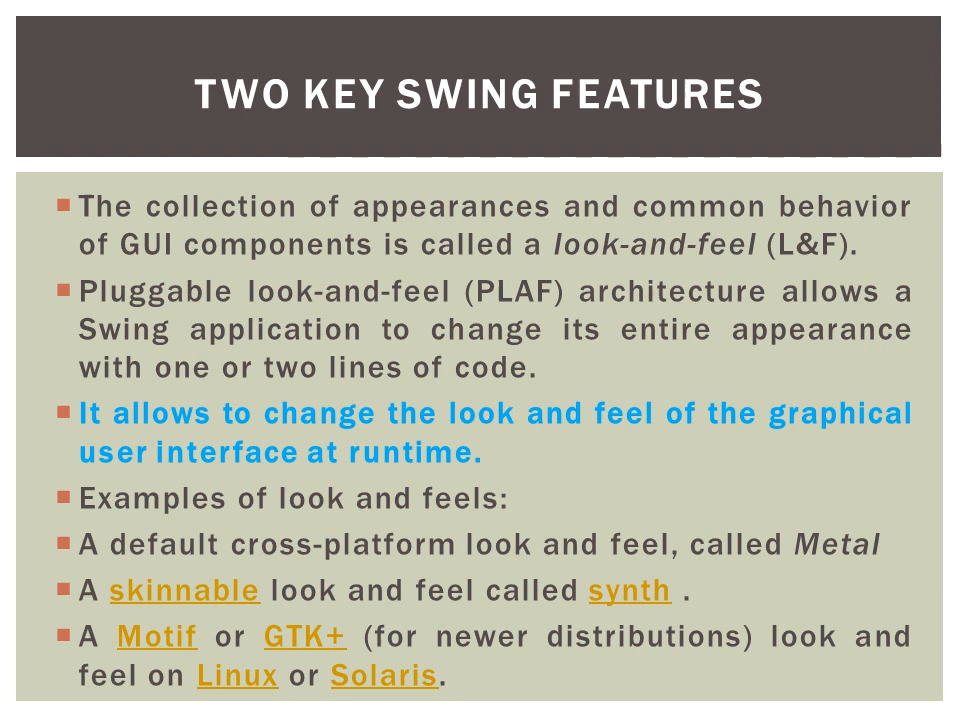 TWO KEY SWING FEATURES
The collection of appearances and common behavior
of GUI components is called a look-and-feel (L&F).
Pluggable look-and-feel (PLAF) architecture allows a
Swing application to change its entire appearance
with one or two lines of code.
It allows to change the look and feel of the graphical
user interface at runtime.
Examples of look and feels:
A default cross-platform look and feel, called Metal
A skinnable look and feel called synth .
A Motif or GTK+ (for newer distributions) look and
feel on Linux or Solaris.